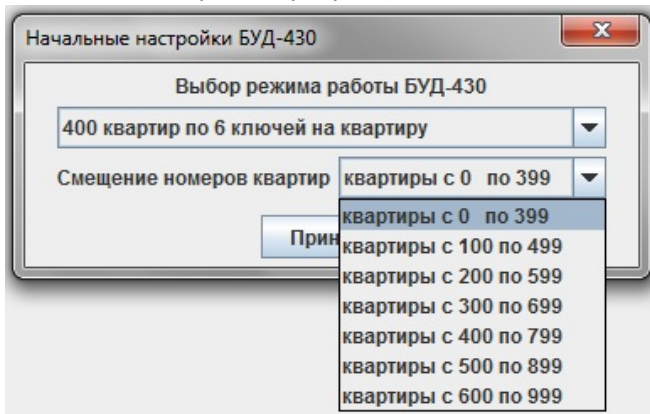 Начальные настройки БУД-430
Выбор режима работы БУД-430
400 квартир по 6 ключей на квартиру
Смещение номеров квартир квартиры с 0 по 399
Прин
квартиры с 0 по 399
квартиры с 100 по 499
квартиры с 200 по 599
квартиры с 300 по 699
квартиры с 400 по 799
квартиры с 500 по 899
квартиры с 600 по 999